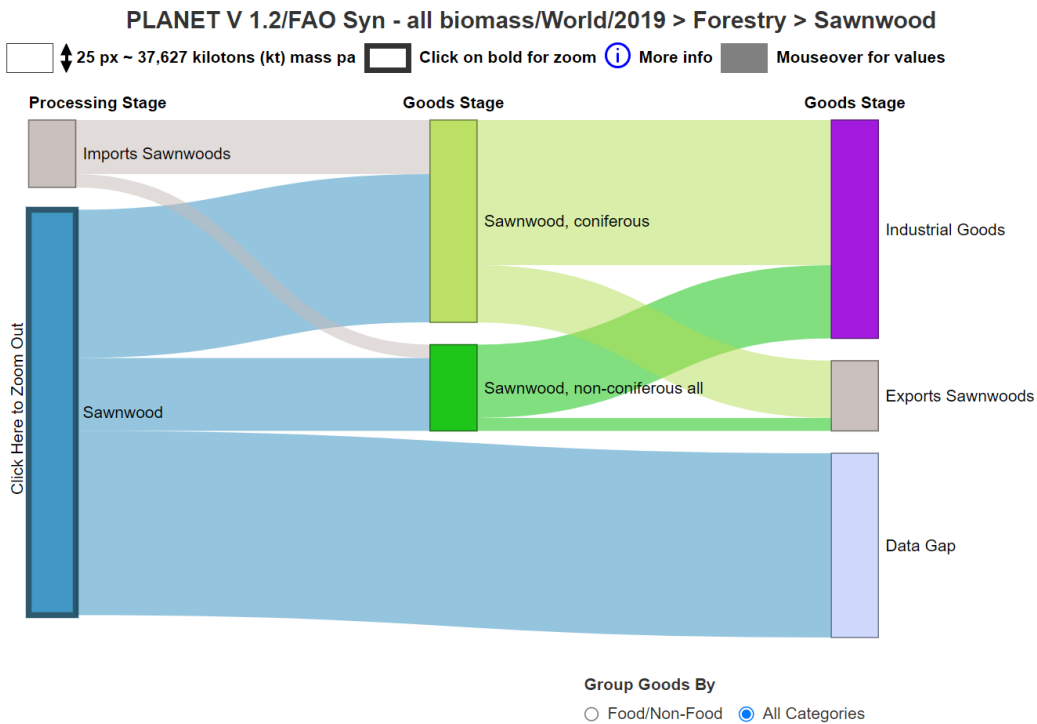 PLANET V 1.2/FAO Syn - all biomass/World/2019 > Forestry > Sawnwood
25 px ~ 37,627 kilotons (kt) mass pa Click on bold for zoom i More info Mouseover for values
Processing Stage Goods Stage Goods Stage
Imports Sawnwoods
Sawnwood, coniferous
Industrial Goods
Click Here to Zoom Out
Sawnwood
Sawnwood, non-coniferous all
Exports Sawnwoods
Data Gap
Group Goods By
Food/Non-Food All Categories